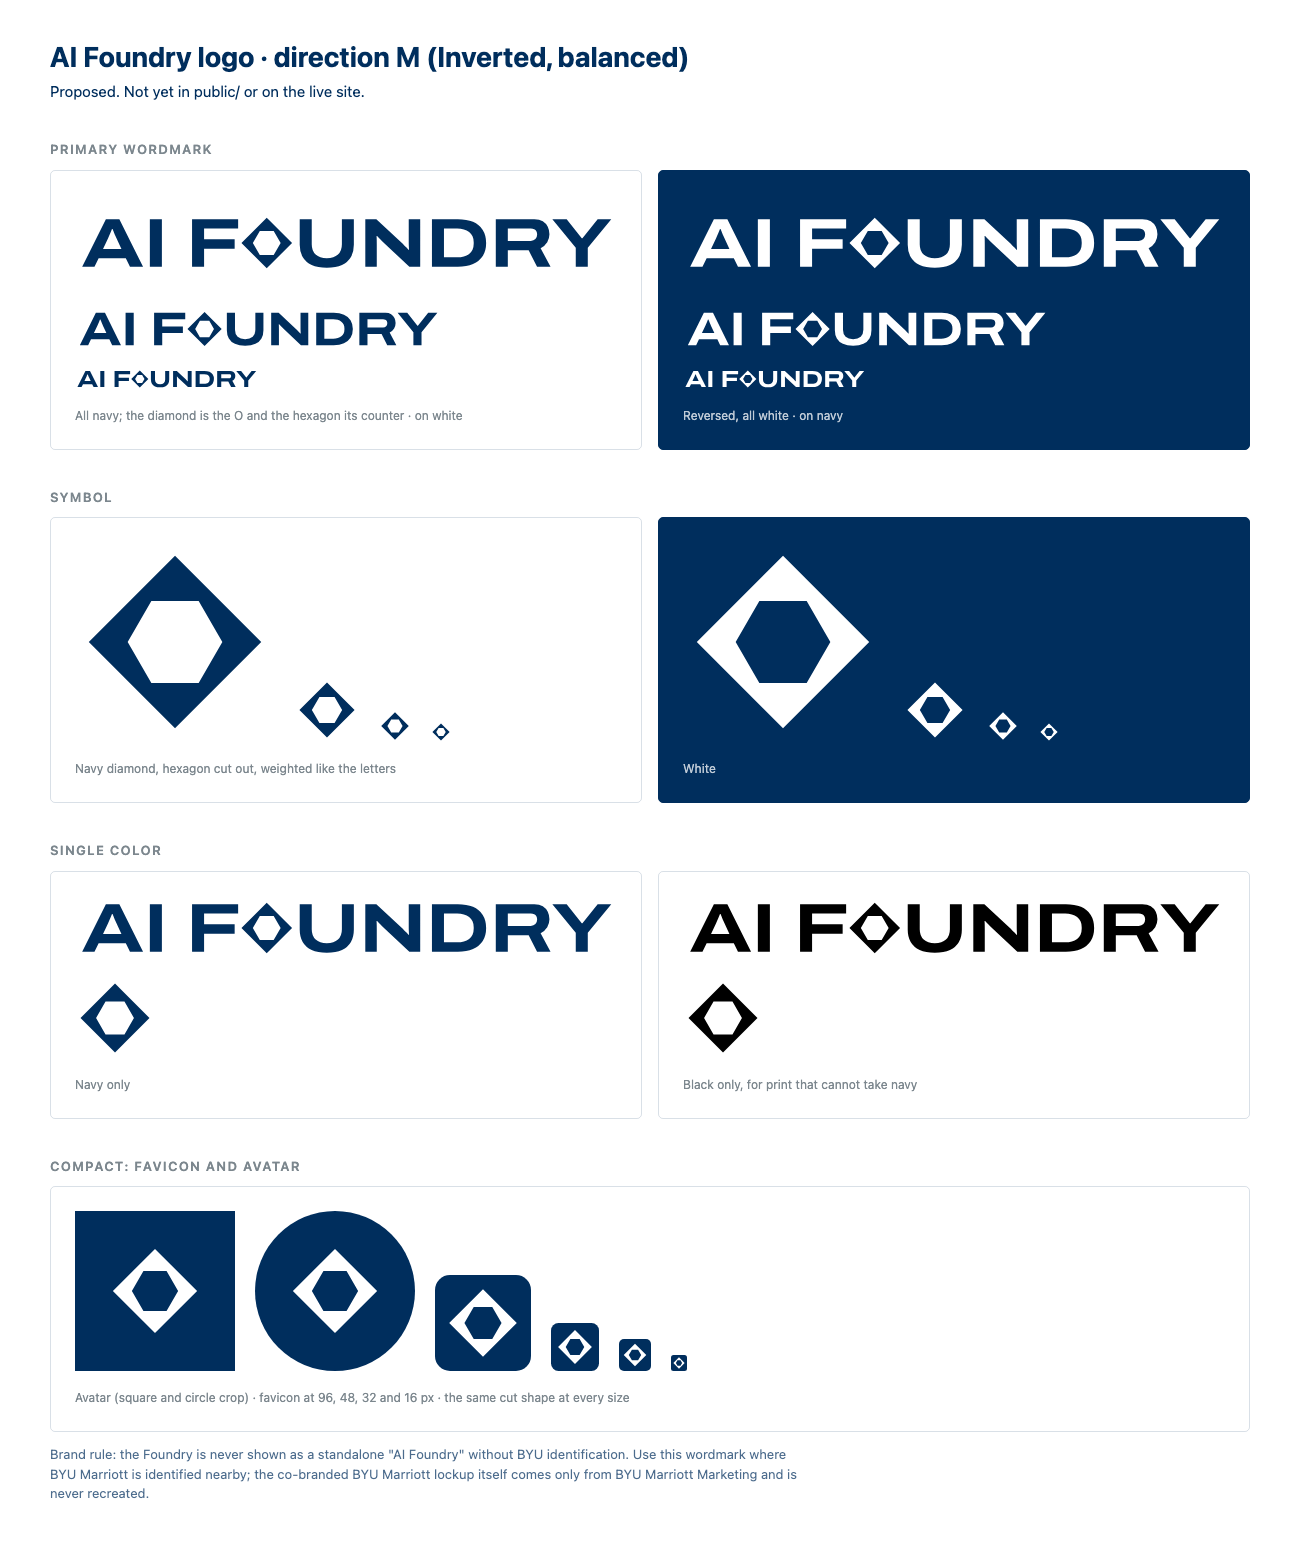 AI Foundry logo · direction M (Inverted, balanced)
Proposed. Not yet in public/ or on the live site.
PRIMARY WORDMARK
AI FOUNDRY
AI FOUNDRY
AI FOUNDRY
All navy; the diamond is the O and the hexagon its counter · on white
AI FOUNDRY
AI FOUNDRY
AI FOUNDRY
Reversed, all white · on navy
SYMBOL
Navy diamond, hexagon cut out, weighted like the letters
White
SINGLE COLOR
AI FOUNDRY
Navy only
AI FOUNDRY
Black only, for print that cannot take navy
COMPACT: FAVICON AND AVATAR
Avatar (square and circle crop) · favicon at 96, 48, 32 and 16 px · the same cut shape at every size
Brand rule: the Foundry is never shown as a standalone "AI Foundry" without BYU identification. Use this wordmark where
BYU Marriott is identified nearby; the co-branded BYU Marriott lockup itself comes only from BYU Marriott Marketing and is
never recreated.